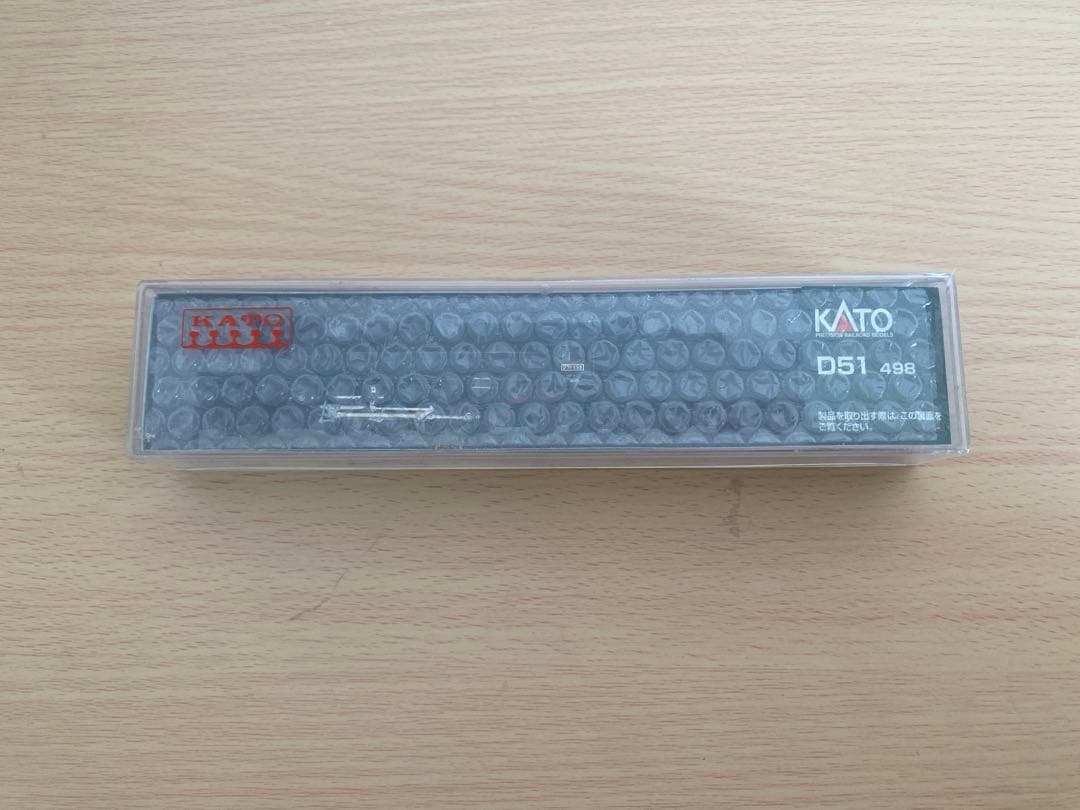 KATO
KATO
PRECISION RAILROAD MODELS
D51 498
製品を取り出す際は、この裏面を
ご覧ください。